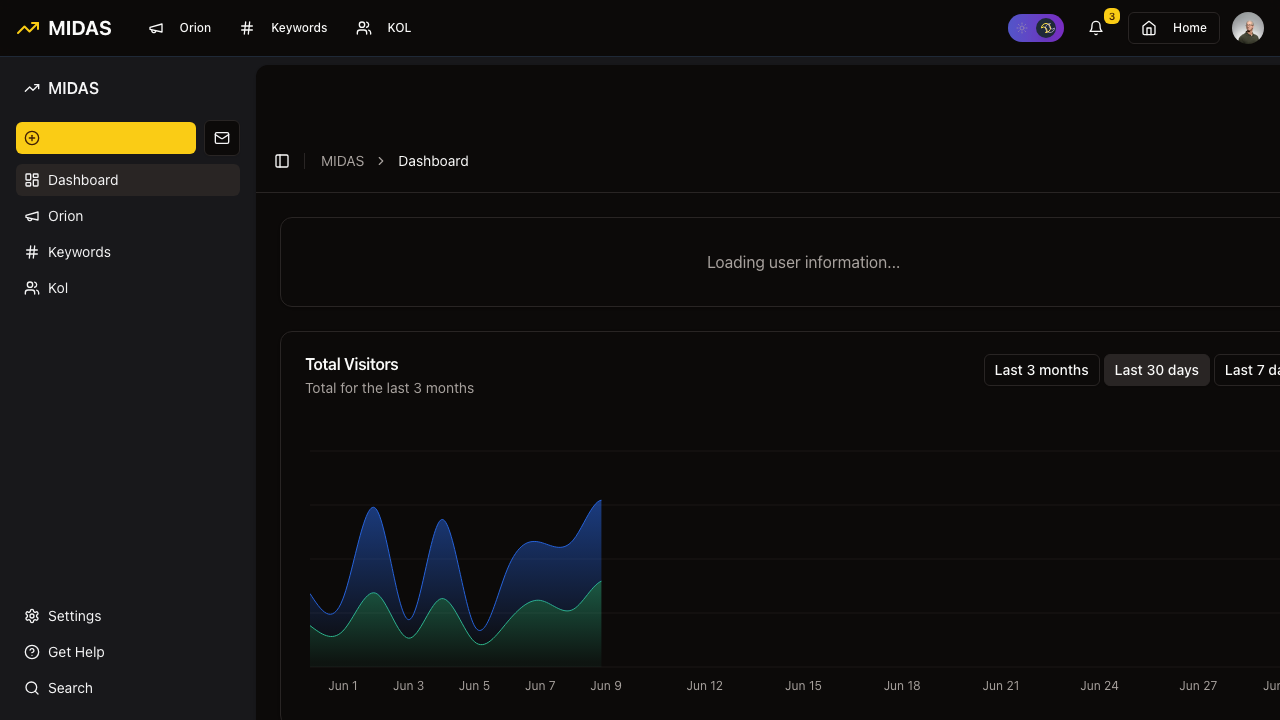 MIDAS
Orion
Keywords
KOL
3
Home
MIDAS
Dashboard
Orion
Keywords
Kol
Settings
Get Help
Search
MIDAS > Dashboard
Loading user information...
Total Visitors
Total for the last 3 months
Last 3 months
Last 30 days
Last 7 da
Jun 1 Jun 3 Jun 5 Jun 7 Jun 9 Jun 12 Jun 15 Jun 18 Jun 21 Jun 24 Jun 27 Jun